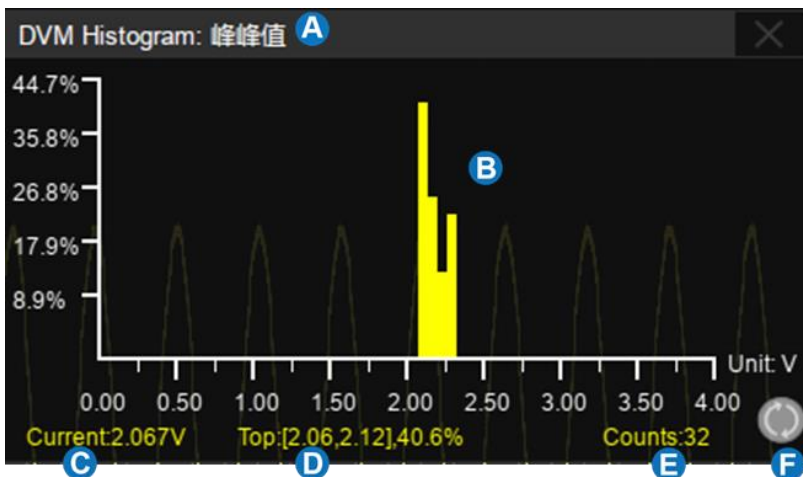 DVM Histogram: 峰峰值 A
44.7%
35.8%
26.8%
B
17.9%
8.9%
Unit: V
0.00 0.50 1.00 1.50 2.00 2.50 3.00 3.50 4.00
Current:2.067V Top:[2.06,2.12],40.6% Counts:32
C D E F